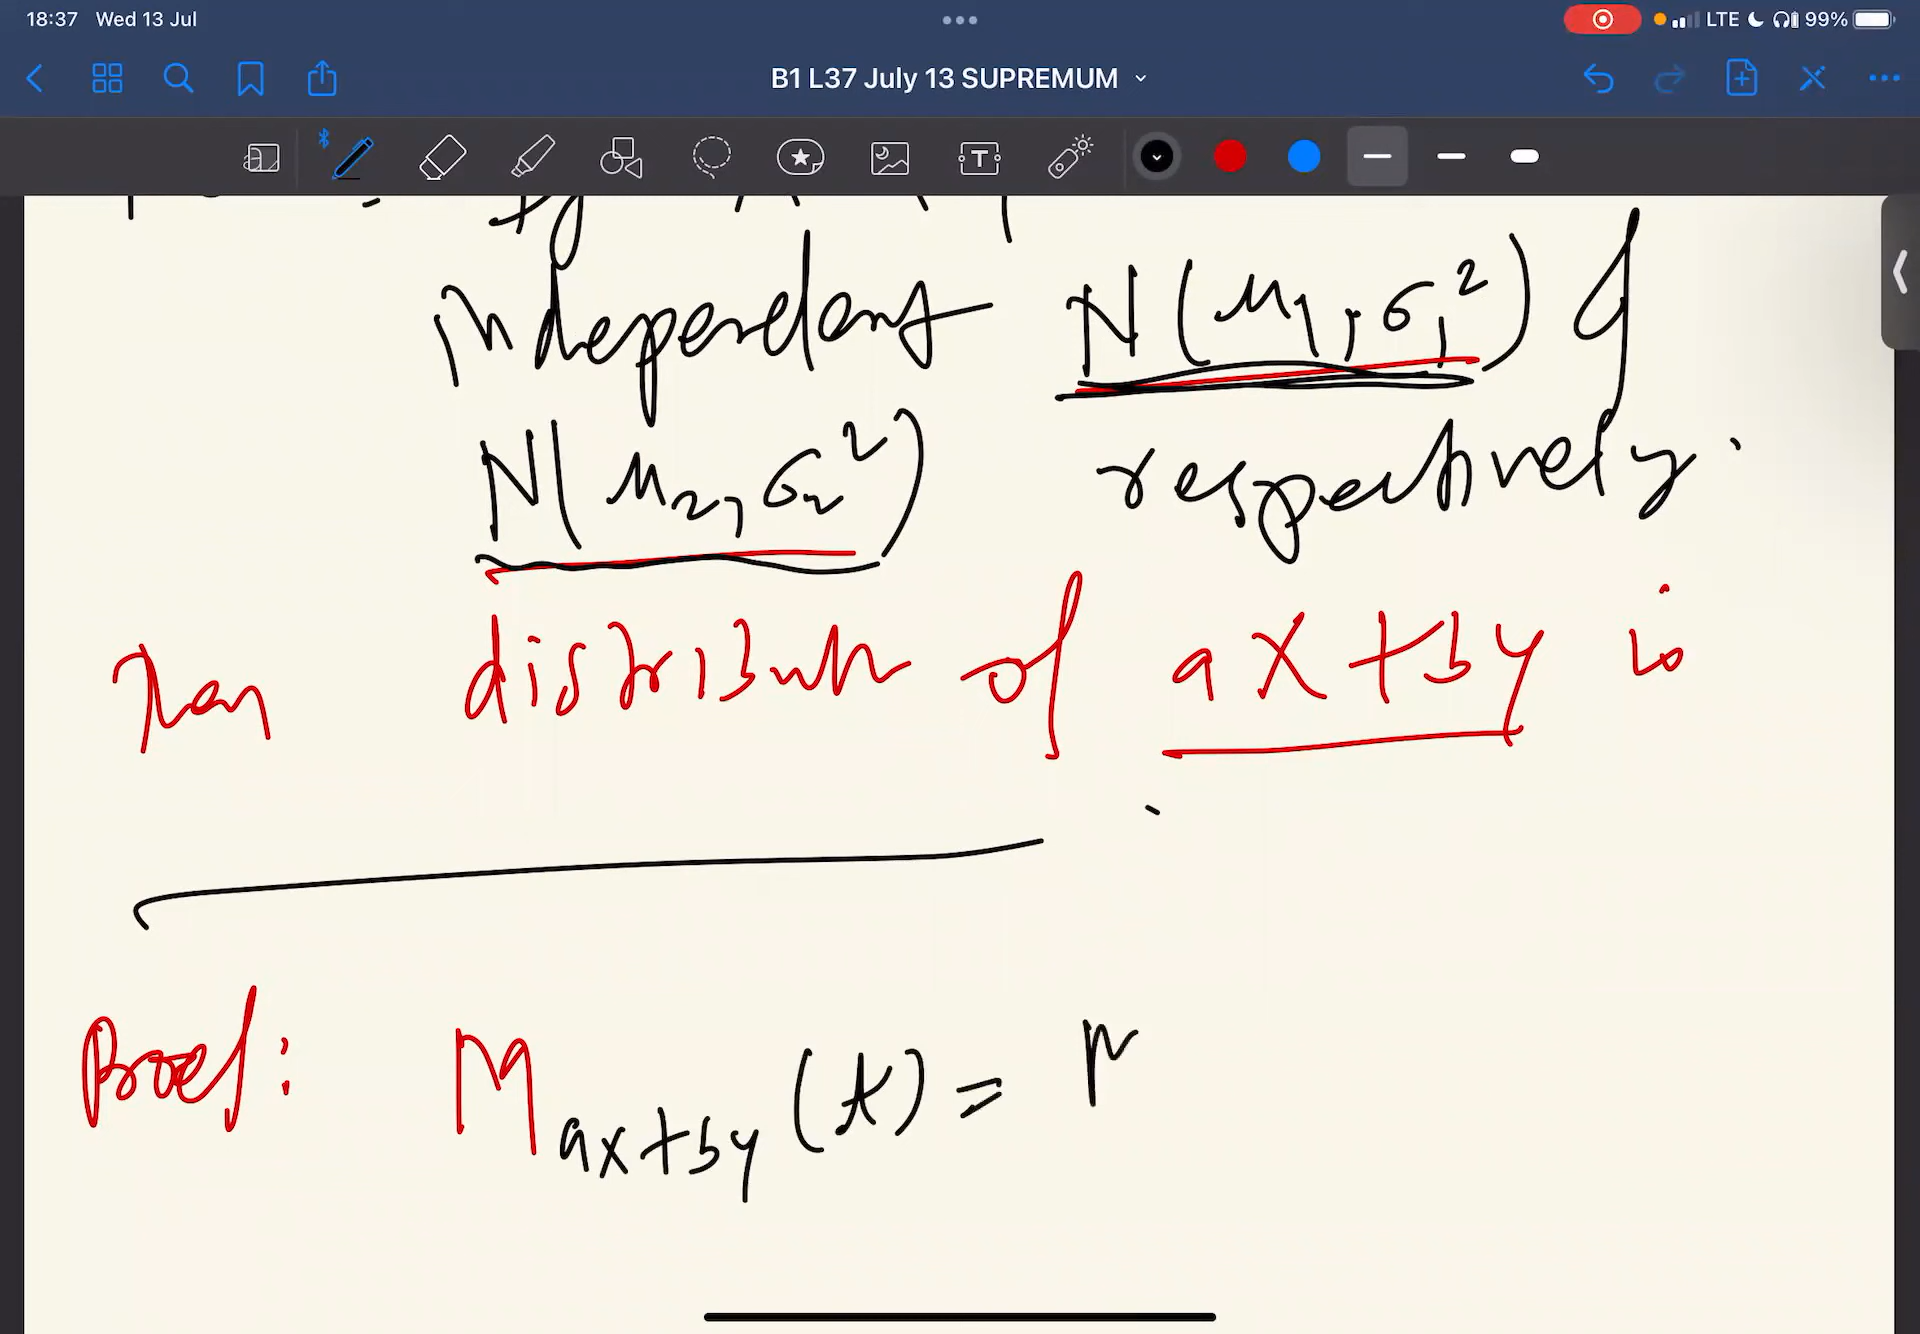 18:37 Wed 13 Jul LTE 99%
B1 L37 July 13 SUPREMUM
T
independent N(μ1, σ1²) &
N(μ2, σ2²) respectively.
Then distribution of aX+bY is
Proof: M aX+bY (t) = M